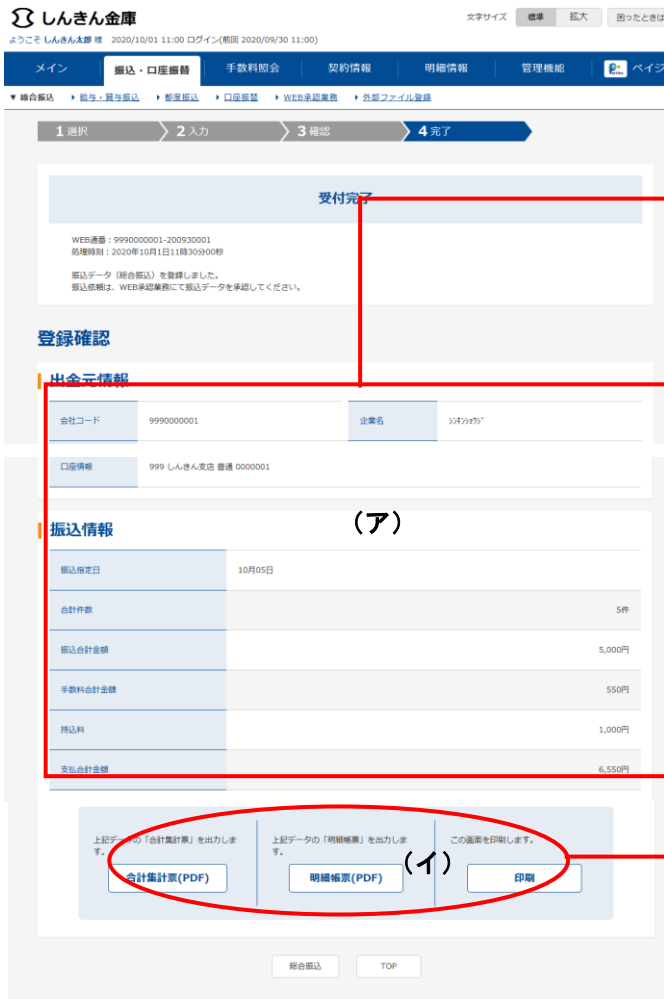 しんきん金庫
文字サイズ 標準 拡大 困ったときは
ようこそ しんきん太郎 様 2020/10/01 11:00 ログイン(前回 2020/09/30 11:00)
メイン 振込・口座振替 手数料照会 契約情報 明細情報 管理機能 ペイジ
▼ 総合振込 ▶ 給与・賞与振込 ▶ 都度振込 ▶ 口座振替 ▶ WEB承認業務 ▶ 外部ファイル登録
1 選択 2 入力 3 確認 4 完了
受付完了
WEB通番：9990000001-200930001
処理時刻：2020年10月1日11時30分00秒
振込データ（総合振込）を登録しました。
振込依頼は、WEB承認業務にて振込データを承認してください。
登録確認
出金元情報
会社コード 9990000001 企業名 ｼﾝｷﾝｼｮｳｼﾞ
口座情報 999 しんきん支店 普通 0000001
（ア）
振込情報
振込指定日 10月05日
合計件数 5件
振込合計金額 5,000円
手数料合計金額 550円
持込料 1,000円
支払合計金額 6,550円
上記データの「合計集計票」を出力しま
す。
上記データの「明細帳票」を出力しま
す。
この画面を印刷します。
（イ）
合計集計票(PDF) 明細帳票(PDF) 印刷
総合振込 TOP